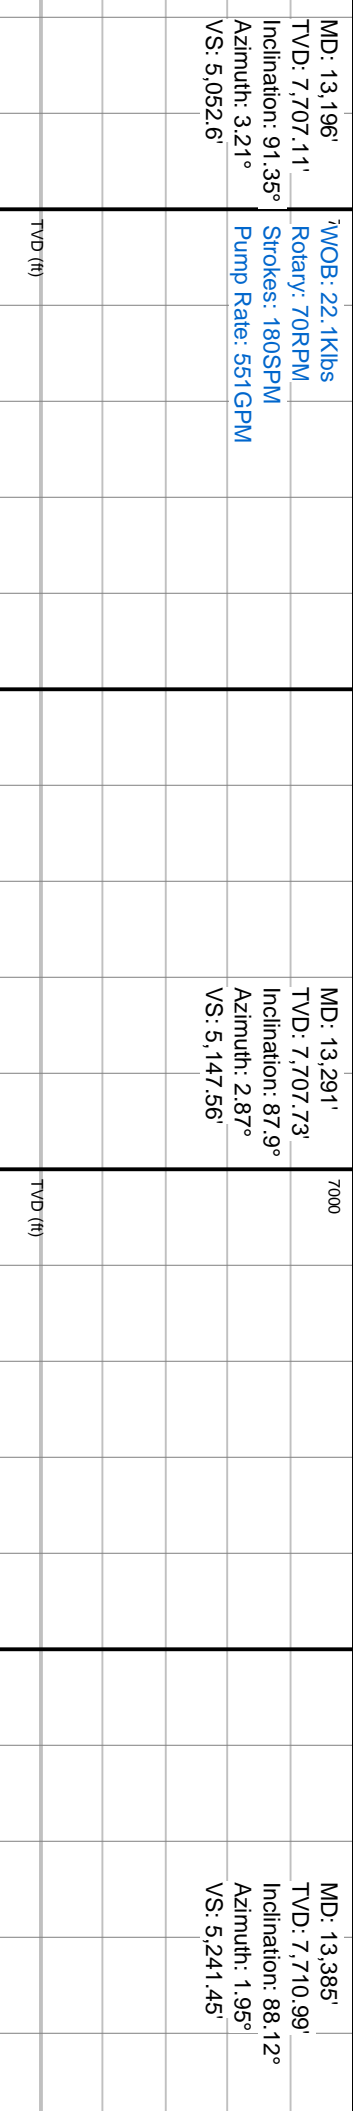 MD: 13,196'
TVD: 7,707.11'
Inclination: 91.35°
Azimuth: 3.21°
VS: 5,052.6'
WOB: 22.1Klbs
Rotary: 70RPM
Strokes: 180SPM
Pump Rate: 551GPM
TVD (ft)
MD: 13,291'
TVD: 7,707.73'
Inclination: 87.9°
Azimuth: 2.87°
VS: 5,147.56'
7000
TVD (ft)
MD: 13,385'
TVD: 7,710.99'
Inclination: 88.12°
Azimuth: 1.95°
VS: 5,241.45'